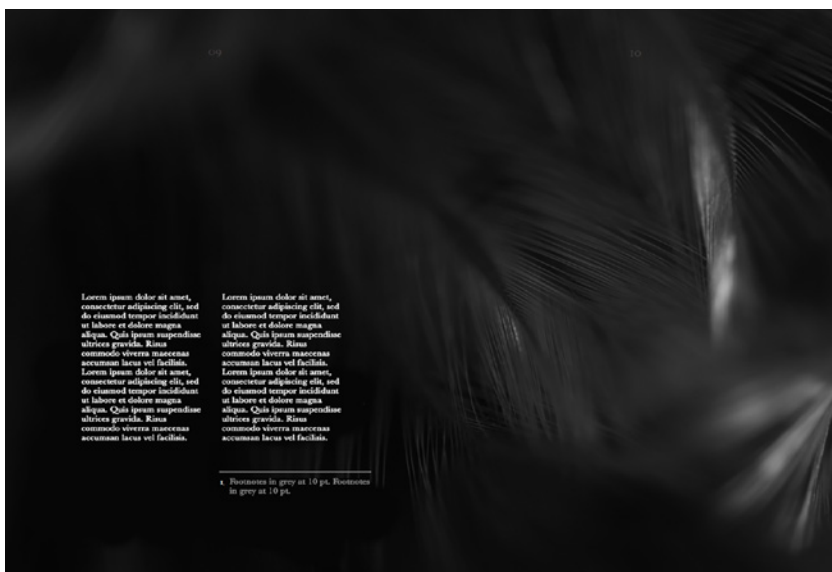 09
10
Lorem ipsum dolor sit amet,
consectetur adipiscing elit, sed
do eiusmod tempor incididunt
ut labore et dolore magna
aliqua. Quis ipsum suspendisse
ultrices gravida. Risus
commodo viverra maecenas
accumsan lacus vel facilisis.
Lorem ipsum dolor sit amet,
consectetur adipiscing elit, sed
do eiusmod tempor incididunt
ut labore et dolore magna
aliqua. Quis ipsum suspendisse
ultrices gravida. Risus
commodo viverra maecenas
accumsan lacus vel facilisis.
Lorem ipsum dolor sit amet,
consectetur adipiscing elit, sed
do eiusmod tempor incididunt
ut labore et dolore magna
aliqua. Quis ipsum suspendisse
ultrices gravida. Risus
commodo viverra maecenas
accumsan lacus vel facilisis.
Lorem ipsum dolor sit amet,
consectetur adipiscing elit, sed
do eiusmod tempor incididunt
ut labore et dolore magna
aliqua. Quis ipsum suspendisse
ultrices gravida. Risus
commodo viverra maecenas
accumsan lacus vel facilisis.
1. Footnotes in grey at 10 pt. Footnotes
in grey at 10 pt.